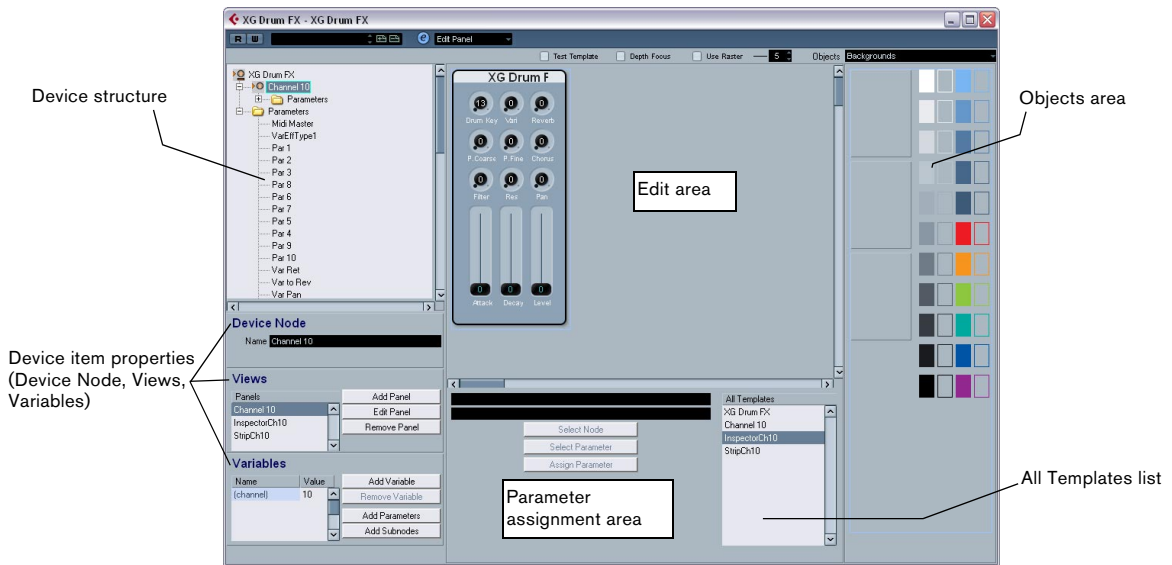 XG Drum FX - XG Drum FX
R W
Edit Panel
Test Template
Depth Focus
Use Raster
5
Objects
Backgrounds
Device structure
XG Drum FX
Channel 10
Parameters
Parameters
Midi Master
VarEffType1
Par 1
Par 2
Par 3
Par 8
Par 6
Par 7
Par 5
Par 4
Par 9
Par 10
Var Ret
Var to Rev
Var Pan
XG Drum F
13 0 0
Drum Key Vari Reverb
0 0 0
P.Coarse P.Fine Chorus
0 0 0
Filter Res Pan
0 0 0
Attack Decay Level
Edit area
Objects area
Device item properties
(Device Node, Views,
Variables)
Device Node
Name Channel 10
Views
Panels
Channel 10
InspectorCh10
StripCh10
Add Panel
Edit Panel
Remove Panel
Variables
Name Value
(channel) 10
Add Variable
Remove Variable
Add Parameters
Add Subnodes
Select Node
Select Parameter
Assign Parameter
Parameter
assignment area
All Templates
XG Drum FX
Channel 10
InspectorCh10
StripCh10
All Templates list